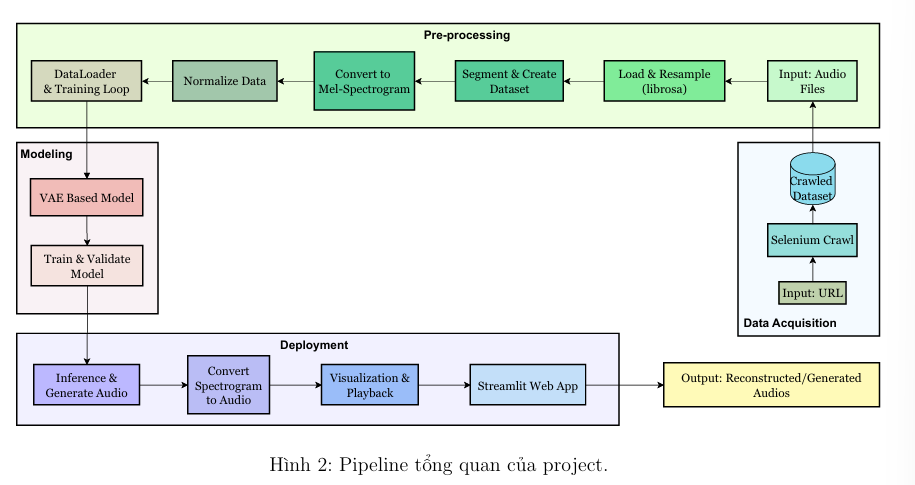 Pre-processing
DataLoader
& Training Loop
Normalize Data
Convert to
Mel-Spectrogram
Segment & Create
Dataset
Load & Resample
(librosa)
Input: Audio
Files
Modeling
VAE Based Model
Train & Validate
Model
Crawled
Dataset
Selenium Crawl
Input: URL
Data Acquisition
Deployment
Inference &
Generate Audio
Convert
Spectrogram
to Audio
Visualization &
Playback
Streamlit Web App
Output: Reconstructed/Generated
Audios
Hình 2: Pipeline tổng quan của project.